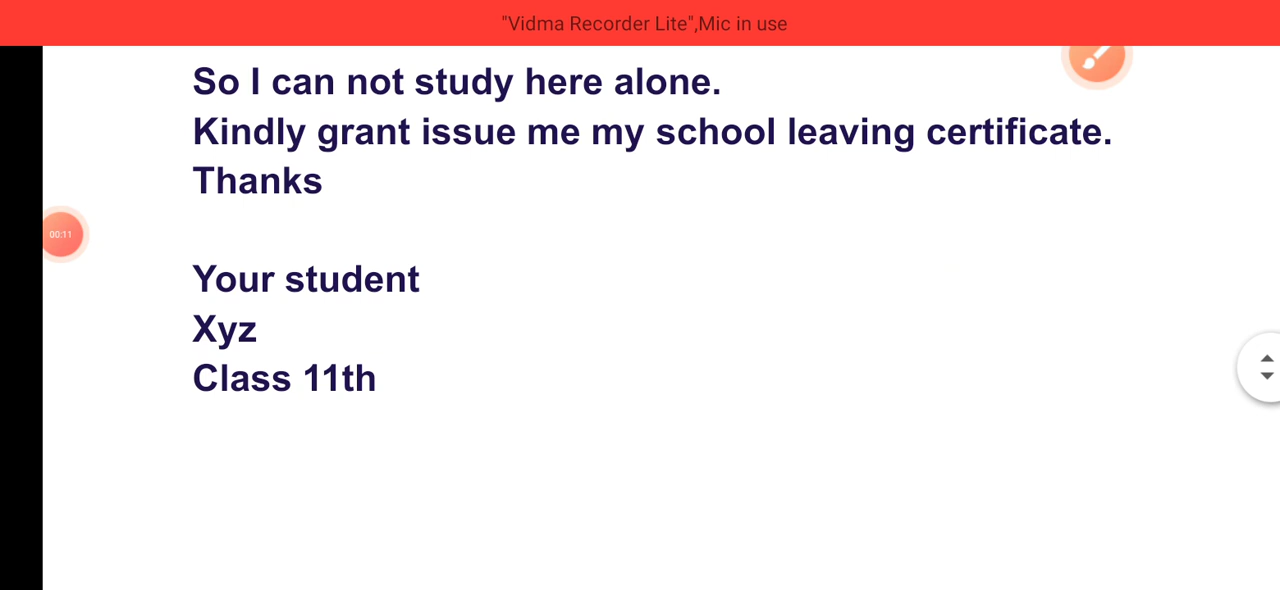 "Vidma Recorder Lite",Mic in use
So I can not study here alone.
Kindly grant issue me my school leaving certificate.
Thanks
00:11
Your student
Xyz
Class 11th